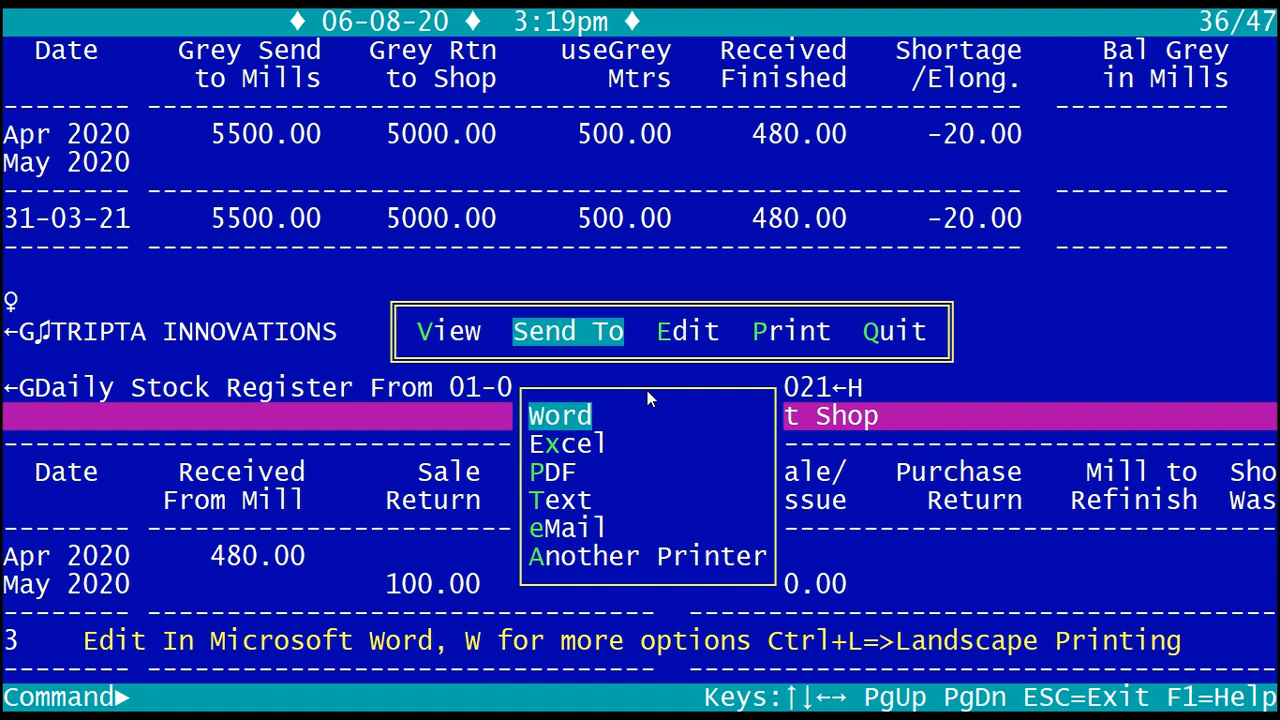 ♦ 06-08-20 ♦ 3:19pm ♦ 36/47
Date Grey Send Grey Rtn useGrey Received Shortage Bal Grey
to Mills to Shop Mtrs Finished /Elong. in Mills
-------- ------------------------------------------------------- -----------
Apr 2020 5500.00 5000.00 500.00 480.00 -20.00
May 2020
-------- ------------------------------------------------------- -----------
31-03-21 5500.00 5000.00 500.00 480.00 -20.00
-------- ------------------------------------------------------- -----------
♀
←G♫TRIPTA INNOVATIONS View Send To Edit Print Quit
←GDaily Stock Register From 01-0 021←H
Word t Shop
Excel
Date Received Sale PDF ale/ Purchase Mill to Sho
From Mill Return Text ssue Return Refinish Was
eMail
Apr 2020 480.00 Another Printer
May 2020 100.00 0.00
-------- -------------------------------- -------------------------------------
3 Edit In Microsoft Word, W for more options Ctrl+L=>Landscape Printing
-------- -------------------------------- -------------------------------------
Command► Keys:↑↓←→ PgUp PgDn ESC=Exit F1=Help